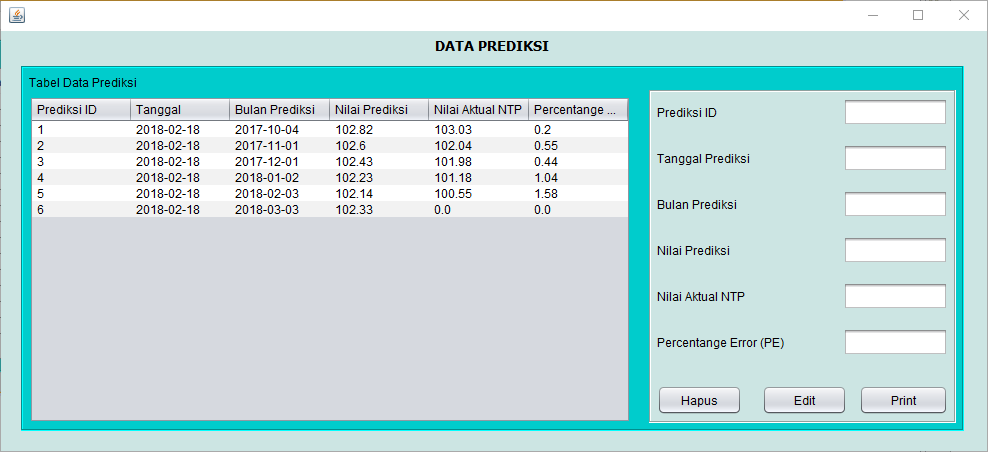 DATA PREDIKSI
Tabel Data Prediksi
Prediksi ID Tanggal Bulan Prediksi Nilai Prediksi Nilai Aktual NTP Percentange ...
1 2018-02-18 2017-10-04 102.82 103.03 0.2
2 2018-02-18 2017-11-01 102.6 102.04 0.55
3 2018-02-18 2017-12-01 102.43 101.98 0.44
4 2018-02-18 2018-01-02 102.23 101.18 1.04
5 2018-02-18 2018-02-03 102.14 100.55 1.58
6 2018-02-18 2018-03-03 102.33 0.0 0.0
Prediksi ID
Tanggal Prediksi
Bulan Prediksi
Nilai Prediksi
Nilai Aktual NTP
Percentange Error (PE)
Hapus Edit Print